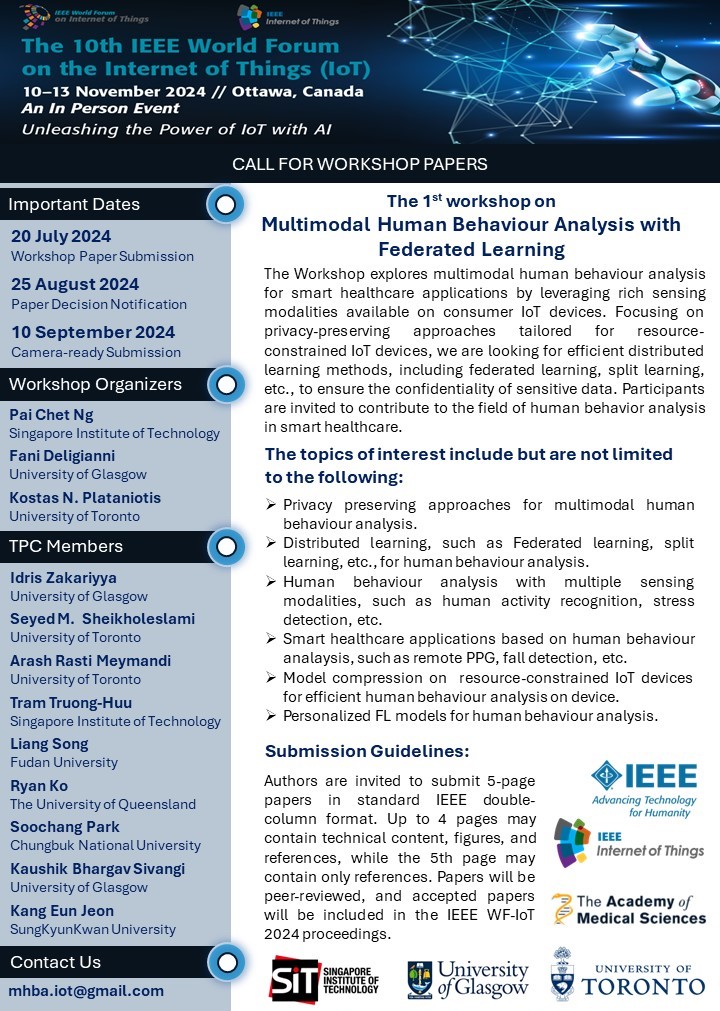 IEEE World Forum
on Internet of Things
IEEE
Internet of Things
The 10th IEEE World Forum
on the Internet of Things (IoT)
10–13 November 2024 // Ottawa, Canada
An In Person Event
Unleashing the Power of IoT with AI
CALL FOR WORKSHOP PAPERS
Important Dates
20 July 2024
Workshop Paper Submission
25 August 2024
Paper Decision Notification
10 September 2024
Camera-ready Submission
Workshop Organizers
Pai Chet Ng
Singapore Institute of Technology
Fani Deligianni
University of Glasgow
Kostas N. Plataniotis
University of Toronto
TPC Members
Idris Zakariyya
University of Glasgow
Seyed M. Sheikholeslami
University of Toronto
Arash Rasti Meymandi
University of Toronto
Tram Truong-Huu
Singapore Institute of Technology
Liang Song
Fudan University
Ryan Ko
The University of Queensland
Soochang Park
Chungbuk National University
Kaushik Bhargav Sivangi
University of Glasgow
Kang Eun Jeon
SungKyunKwan University
Contact Us
mhba.iot@gmail.com
The 1st workshop on
Multimodal Human Behaviour Analysis with
Federated Learning
The Workshop explores multimodal human behaviour analysis
for smart healthcare applications by leveraging rich sensing
modalities available on consumer IoT devices. Focusing on
privacy-preserving approaches tailored for resource-
constrained IoT devices, we are looking for efficient distributed
learning methods, including federated learning, split learning,
etc., to ensure the confidentiality of sensitive data. Participants
are invited to contribute to the field of human behavior analysis
in smart healthcare.
The topics of interest include but are not limited
to the following:
➢ Privacy preserving approaches for multimodal human
behaviour analysis.
➢ Distributed learning, such as Federated learning, split
learning, etc., for human behaviour analysis.
➢ Human behaviour analysis with multiple sensing
modalities, such as human activity recognition, stress
detection, etc.
➢ Smart healthcare applications based on human behaviour
analaysis, such as remote PPG, fall detection, etc.
➢ Model compression on resource-constrained IoT devices
for efficient human behaviour analysis on device.
➢ Personalized FL models for human behaviour analysis.
Submission Guidelines:
Authors are invited to submit 5-page
papers in standard IEEE double-
column format. Up to 4 pages may
contain technical content, figures, and
references, while the 5th page may
contain only references. Papers will be
peer-reviewed, and accepted papers
will be included in the IEEE WF-IoT
2024 proceedings.
IEEE
Advancing Technology
for Humanity
IEEE
Internet of Things
The Academy of
Medical Sciences
SiT
SINGAPORE
INSTITUTE OF
TECHNOLOGY
University
of Glasgow
UNIVERSITY OF
TORONTO